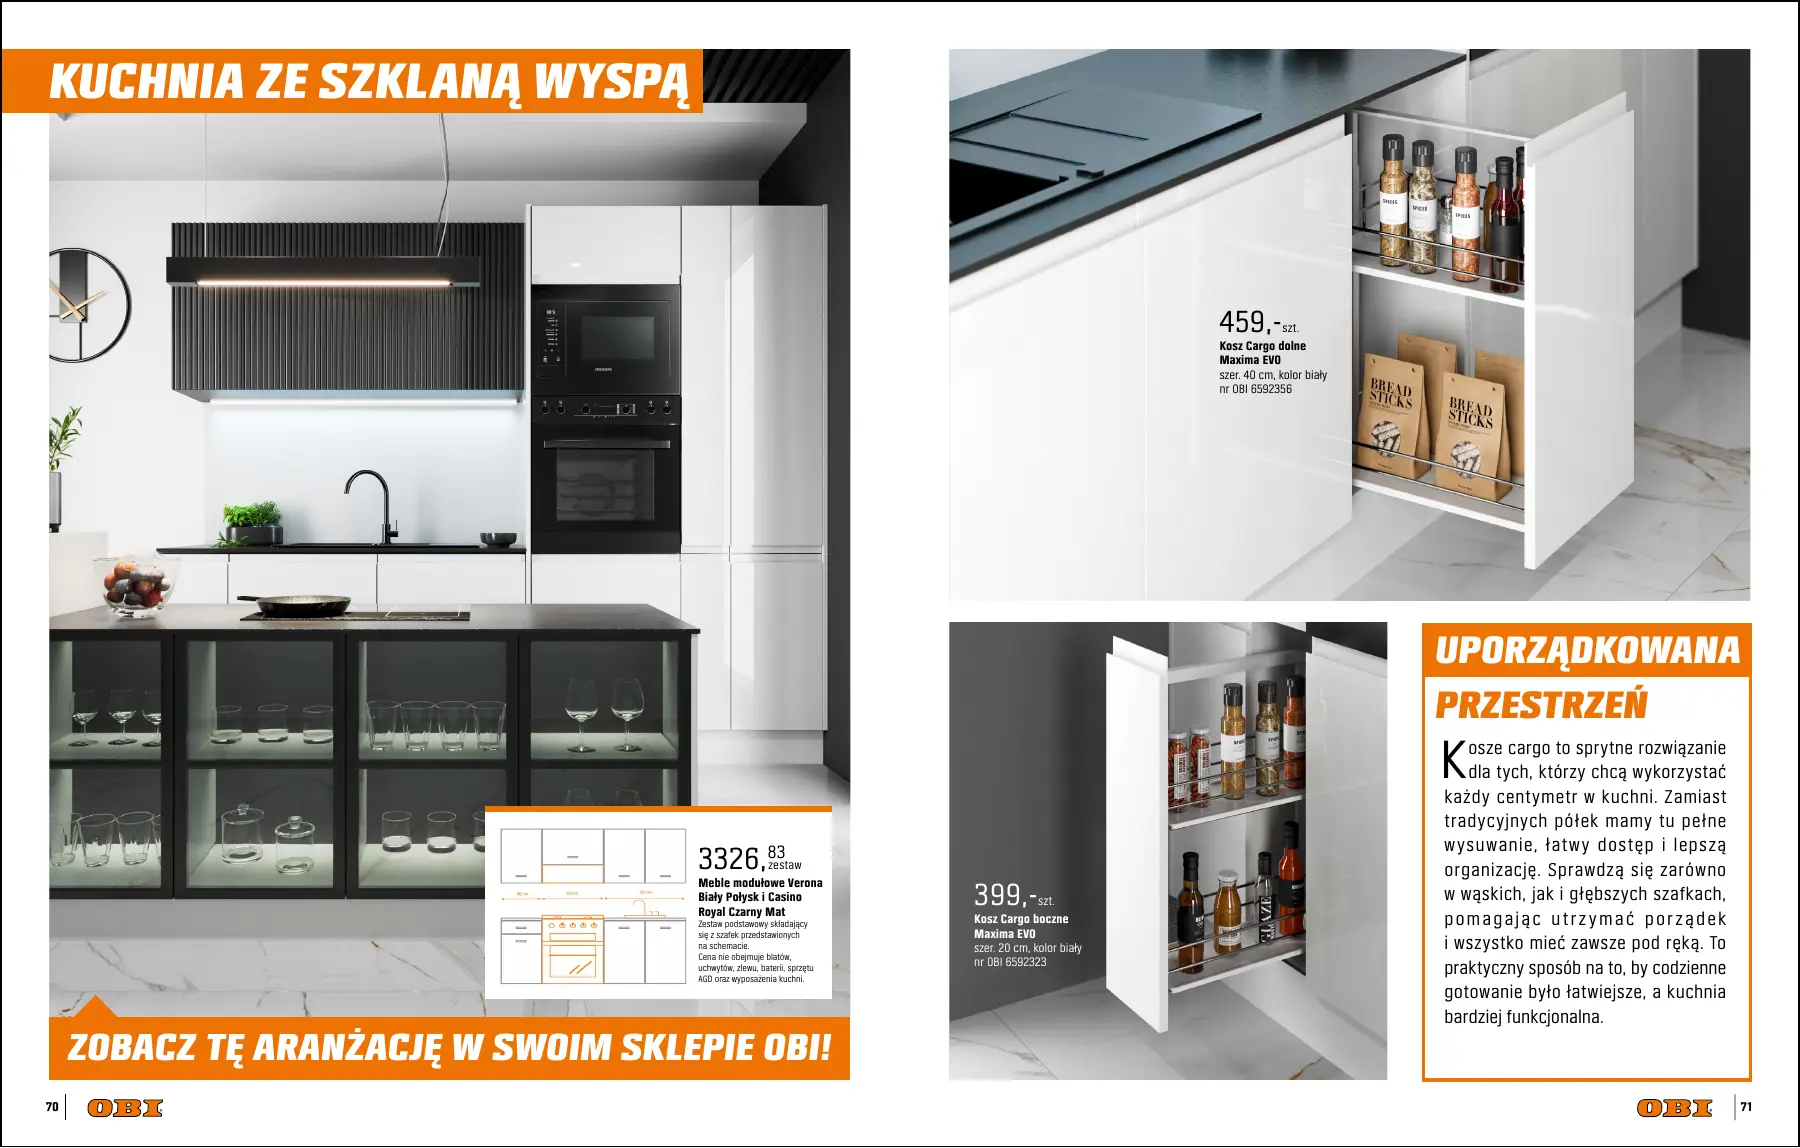 KUCHNIA ZE SZKLANĄ WYSPĄ
3326,83
zestaw
Meble modułowe Verona
Biały Połysk i Casino
Royal Czarny Mat
Zestaw podstawowy składający
się z szafek przedstawionych
na schemacie.
Cena nie obejmuje blatów,
uchwytów, zlewu, baterii, sprzętu
AGD oraz wyposażenia kuchni.
ZOBACZ TĘ ARANŻACJĘ W SWOIM SKLEPIE OBI!
70
OBI
SPICES
SPICES
SPICES
BREAD
STICKS
BREAD
STICKS
459,-szt.
Kosz Cargo dolne
Maxima EVO
szer. 40 cm, kolor biały
nr OBI 6592356
399,-szt.
Kosz Cargo boczne
Maxima EVO
szer. 20 cm, kolor biały
nr OBI 6592323
UPORZĄDKOWANA
PRZESTRZEŃ
Kosze cargo to sprytne rozwiązanie
dla tych, którzy chcą wykorzystać
każdy centymetr w kuchni. Zamiast
tradycyjnych półek mamy tu pełne
wysuwanie, łatwy dostęp i lepszą
organizację. Sprawdzą się zarówno
w wąskich, jak i głębszych szafkach,
pomagając utrzymać porządek
i wszystko mieć zawsze pod ręką. To
praktyczny sposób na to, by codzienne
gotowanie było łatwiejsze, a kuchnia
bardziej funkcjonalna.
OBI
71